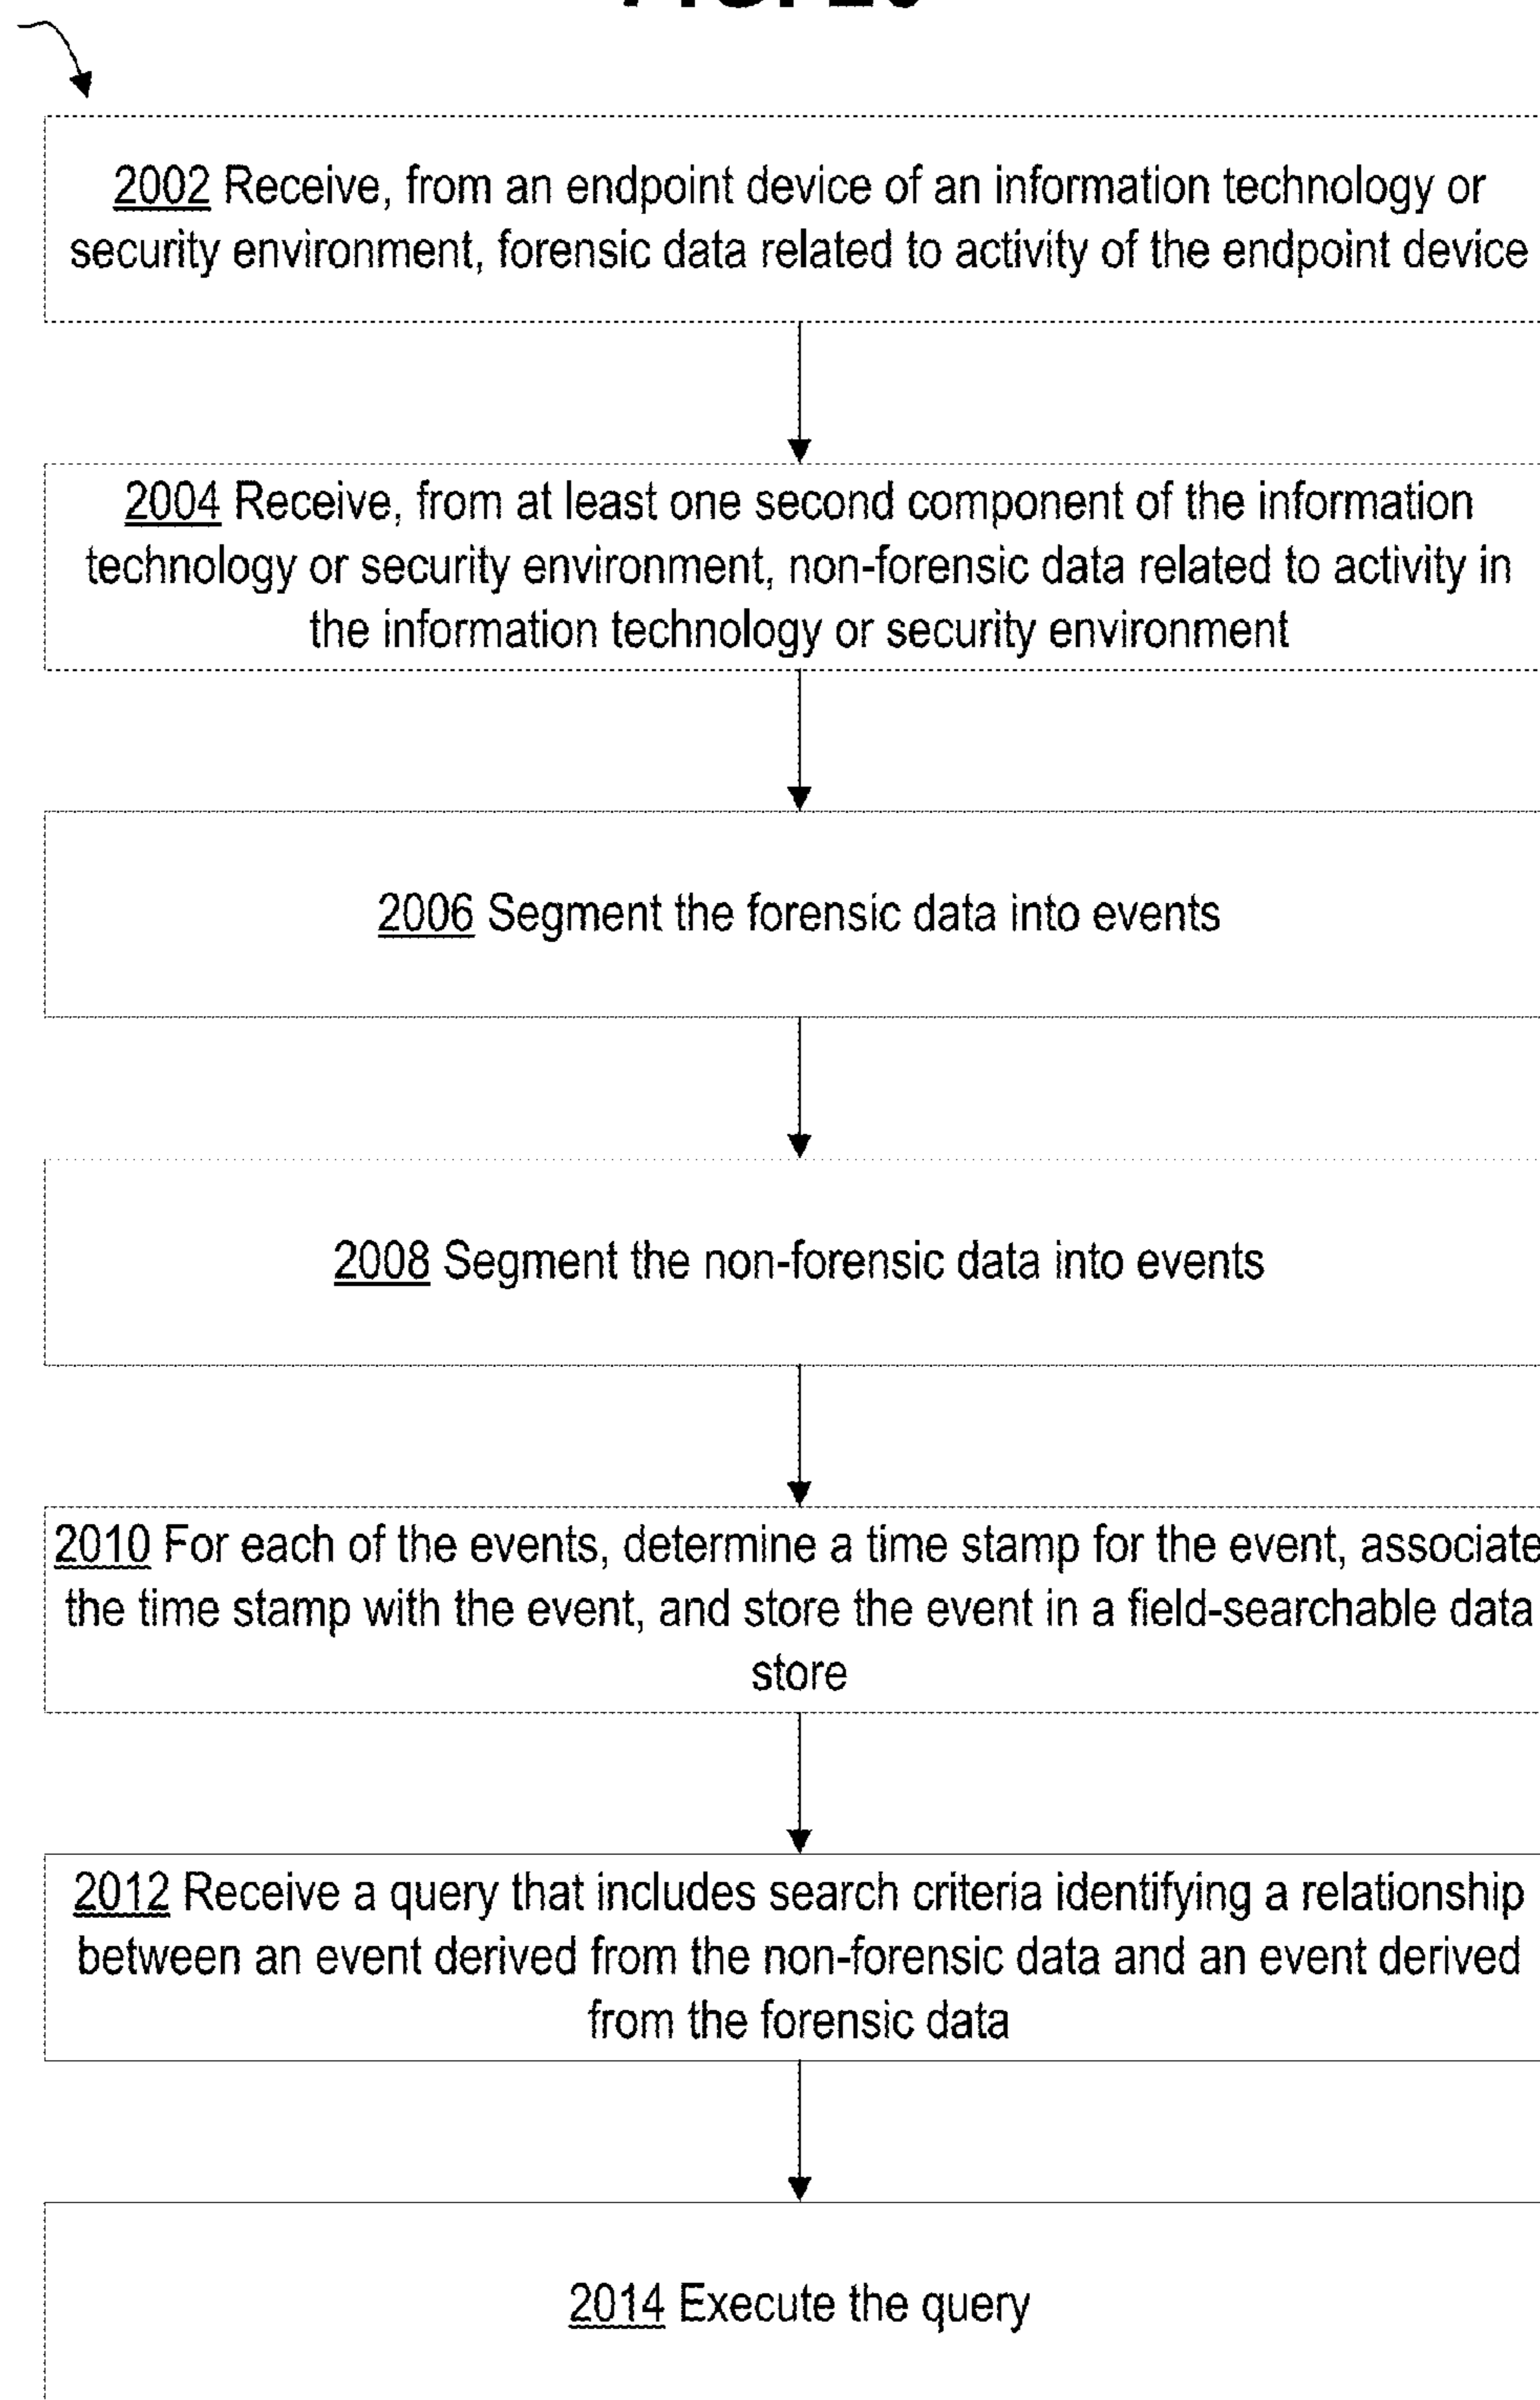 2002 Receive, from an endpoint device of an information technology or
security environment, forensic data related to activity of the endpoint device
2004 Receive, from at least one second component of the information
technology or security environment, non-forensic data related to activity in
the information technology or security environment
2006 Segment the forensic data into events
2008 Segment the non-forensic data into events
2010 For each of the events, determine a time stamp for the event, associate
the time stamp with the event, and store the event in a field-searchable data
store
2012 Receive a query that includes search criteria identifying a relationship
between an event derived from the non-forensic data and an event derived
from the forensic data
2014 Execute the query